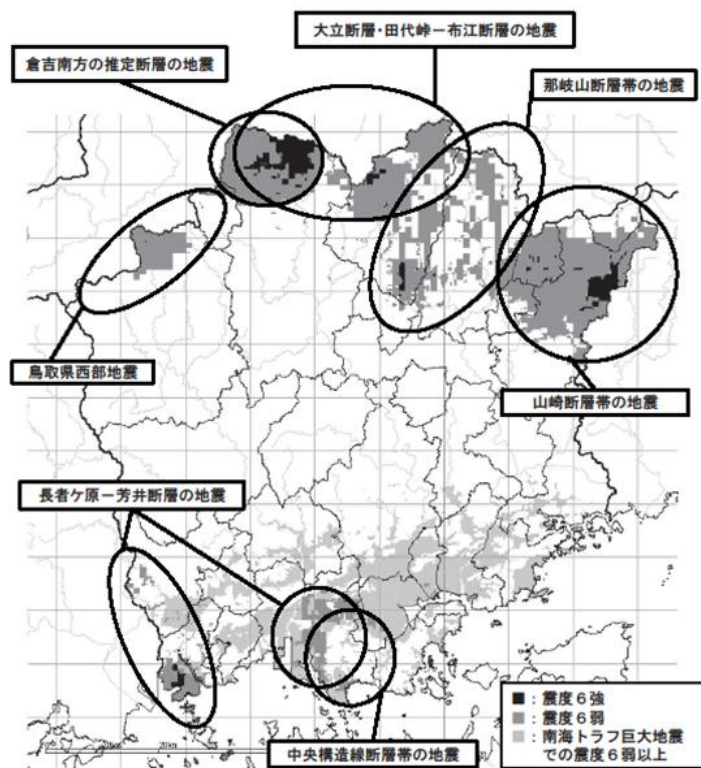 大立断層・田代峠－布江断層の地震
倉吉南方の推定断層の地震
那岐山断層帯の地震
鳥取県西部地震
山崎断層帯の地震
長者ケ原－芳井断層の地震
■：震度６強
■：震度６弱
■：南海トラフ巨大地震
での震度６弱以上
中央構造線断層帯の地震